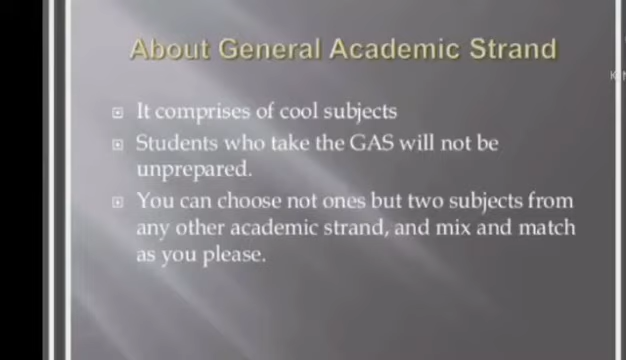 About General Academic Strand
It comprises of cool subjects
Students who take the GAS will not be
unprepared.
You can choose not ones but two subjects from
any other academic strand, and mix and match
as you please.